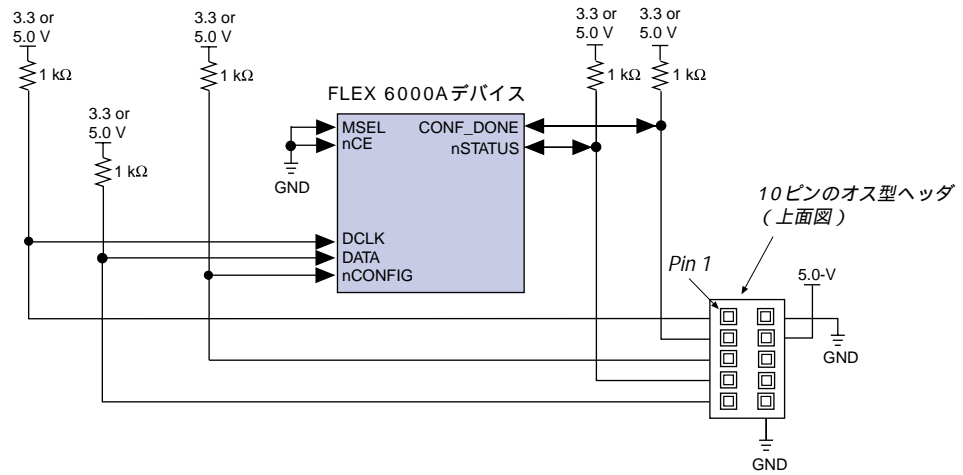 3.3 or
5.0 V
1 kΩ
3.3 or
5.0 V
1 kΩ
3.3 or
5.0 V
1 kΩ
3.3 or
5.0 V
1 kΩ
3.3 or
5.0 V
1 kΩ
FLEX 6000Aデバイス
MSEL
nCE
CONF_DONE
nSTATUS
GND
DCLK
DATA
nCONFIG
10ピンのオス型ヘッダ
(上面図)
Pin 1
5.0-V
GND
GND